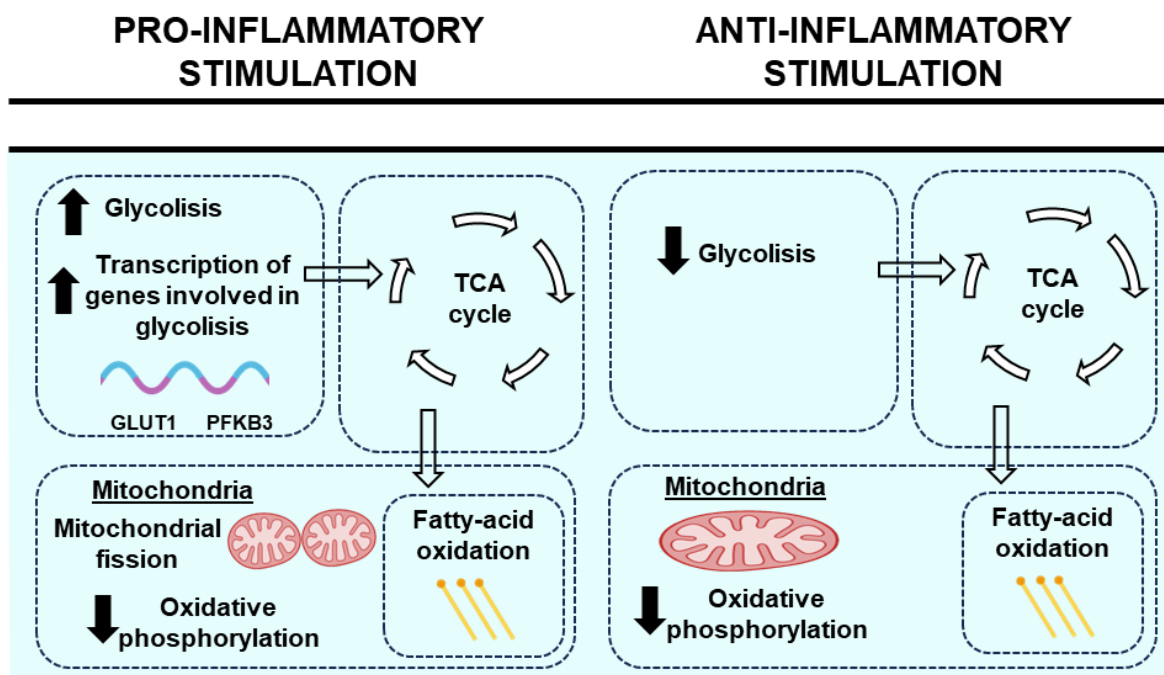 PRO-INFLAMMATORY
STIMULATION
ANTI-INFLAMMATORY
STIMULATION
Glycolisis
Transcription of
genes involved in
glycolisis
GLUT1 PFKB3
TCA
cycle
Mitochondria
Mitochondrial
fission
Oxidative
phosphorylation
Fatty-acid
oxidation
Glycolisis
TCA
cycle
Mitochondria
Oxidative
phosphorylation
Fatty-acid
oxidation